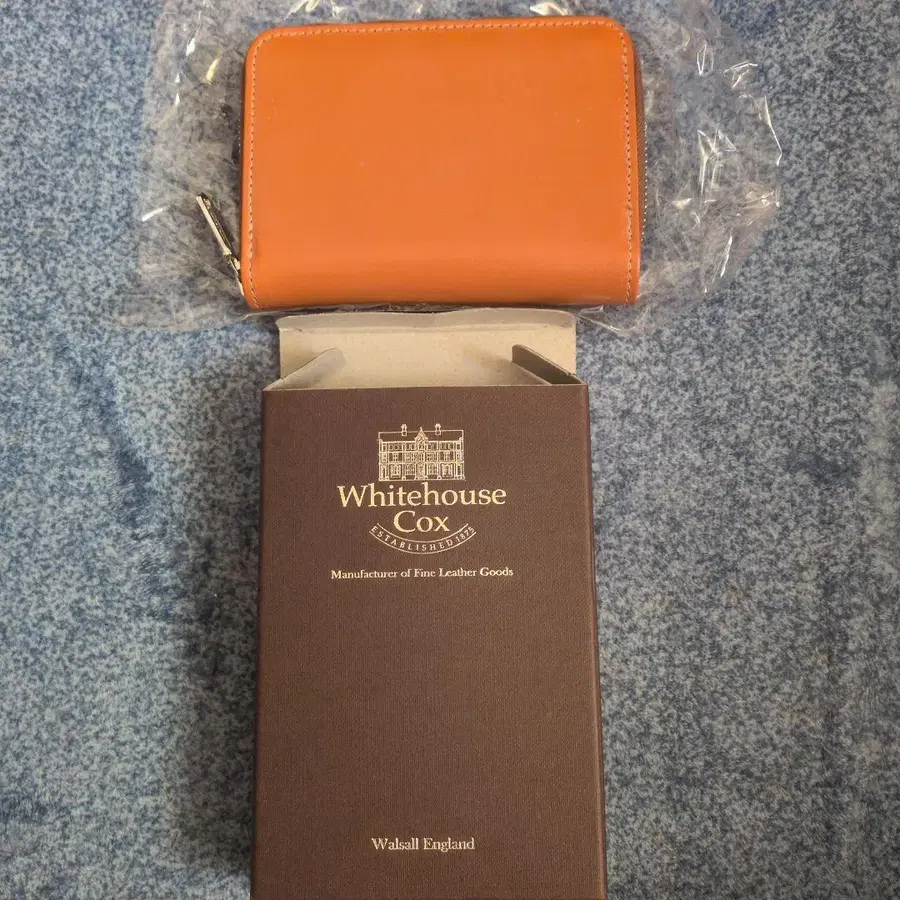 Whitehouse
Cox
ESTABLISHED 1875
Manufacturer of Fine Leather Goods
Walsall England